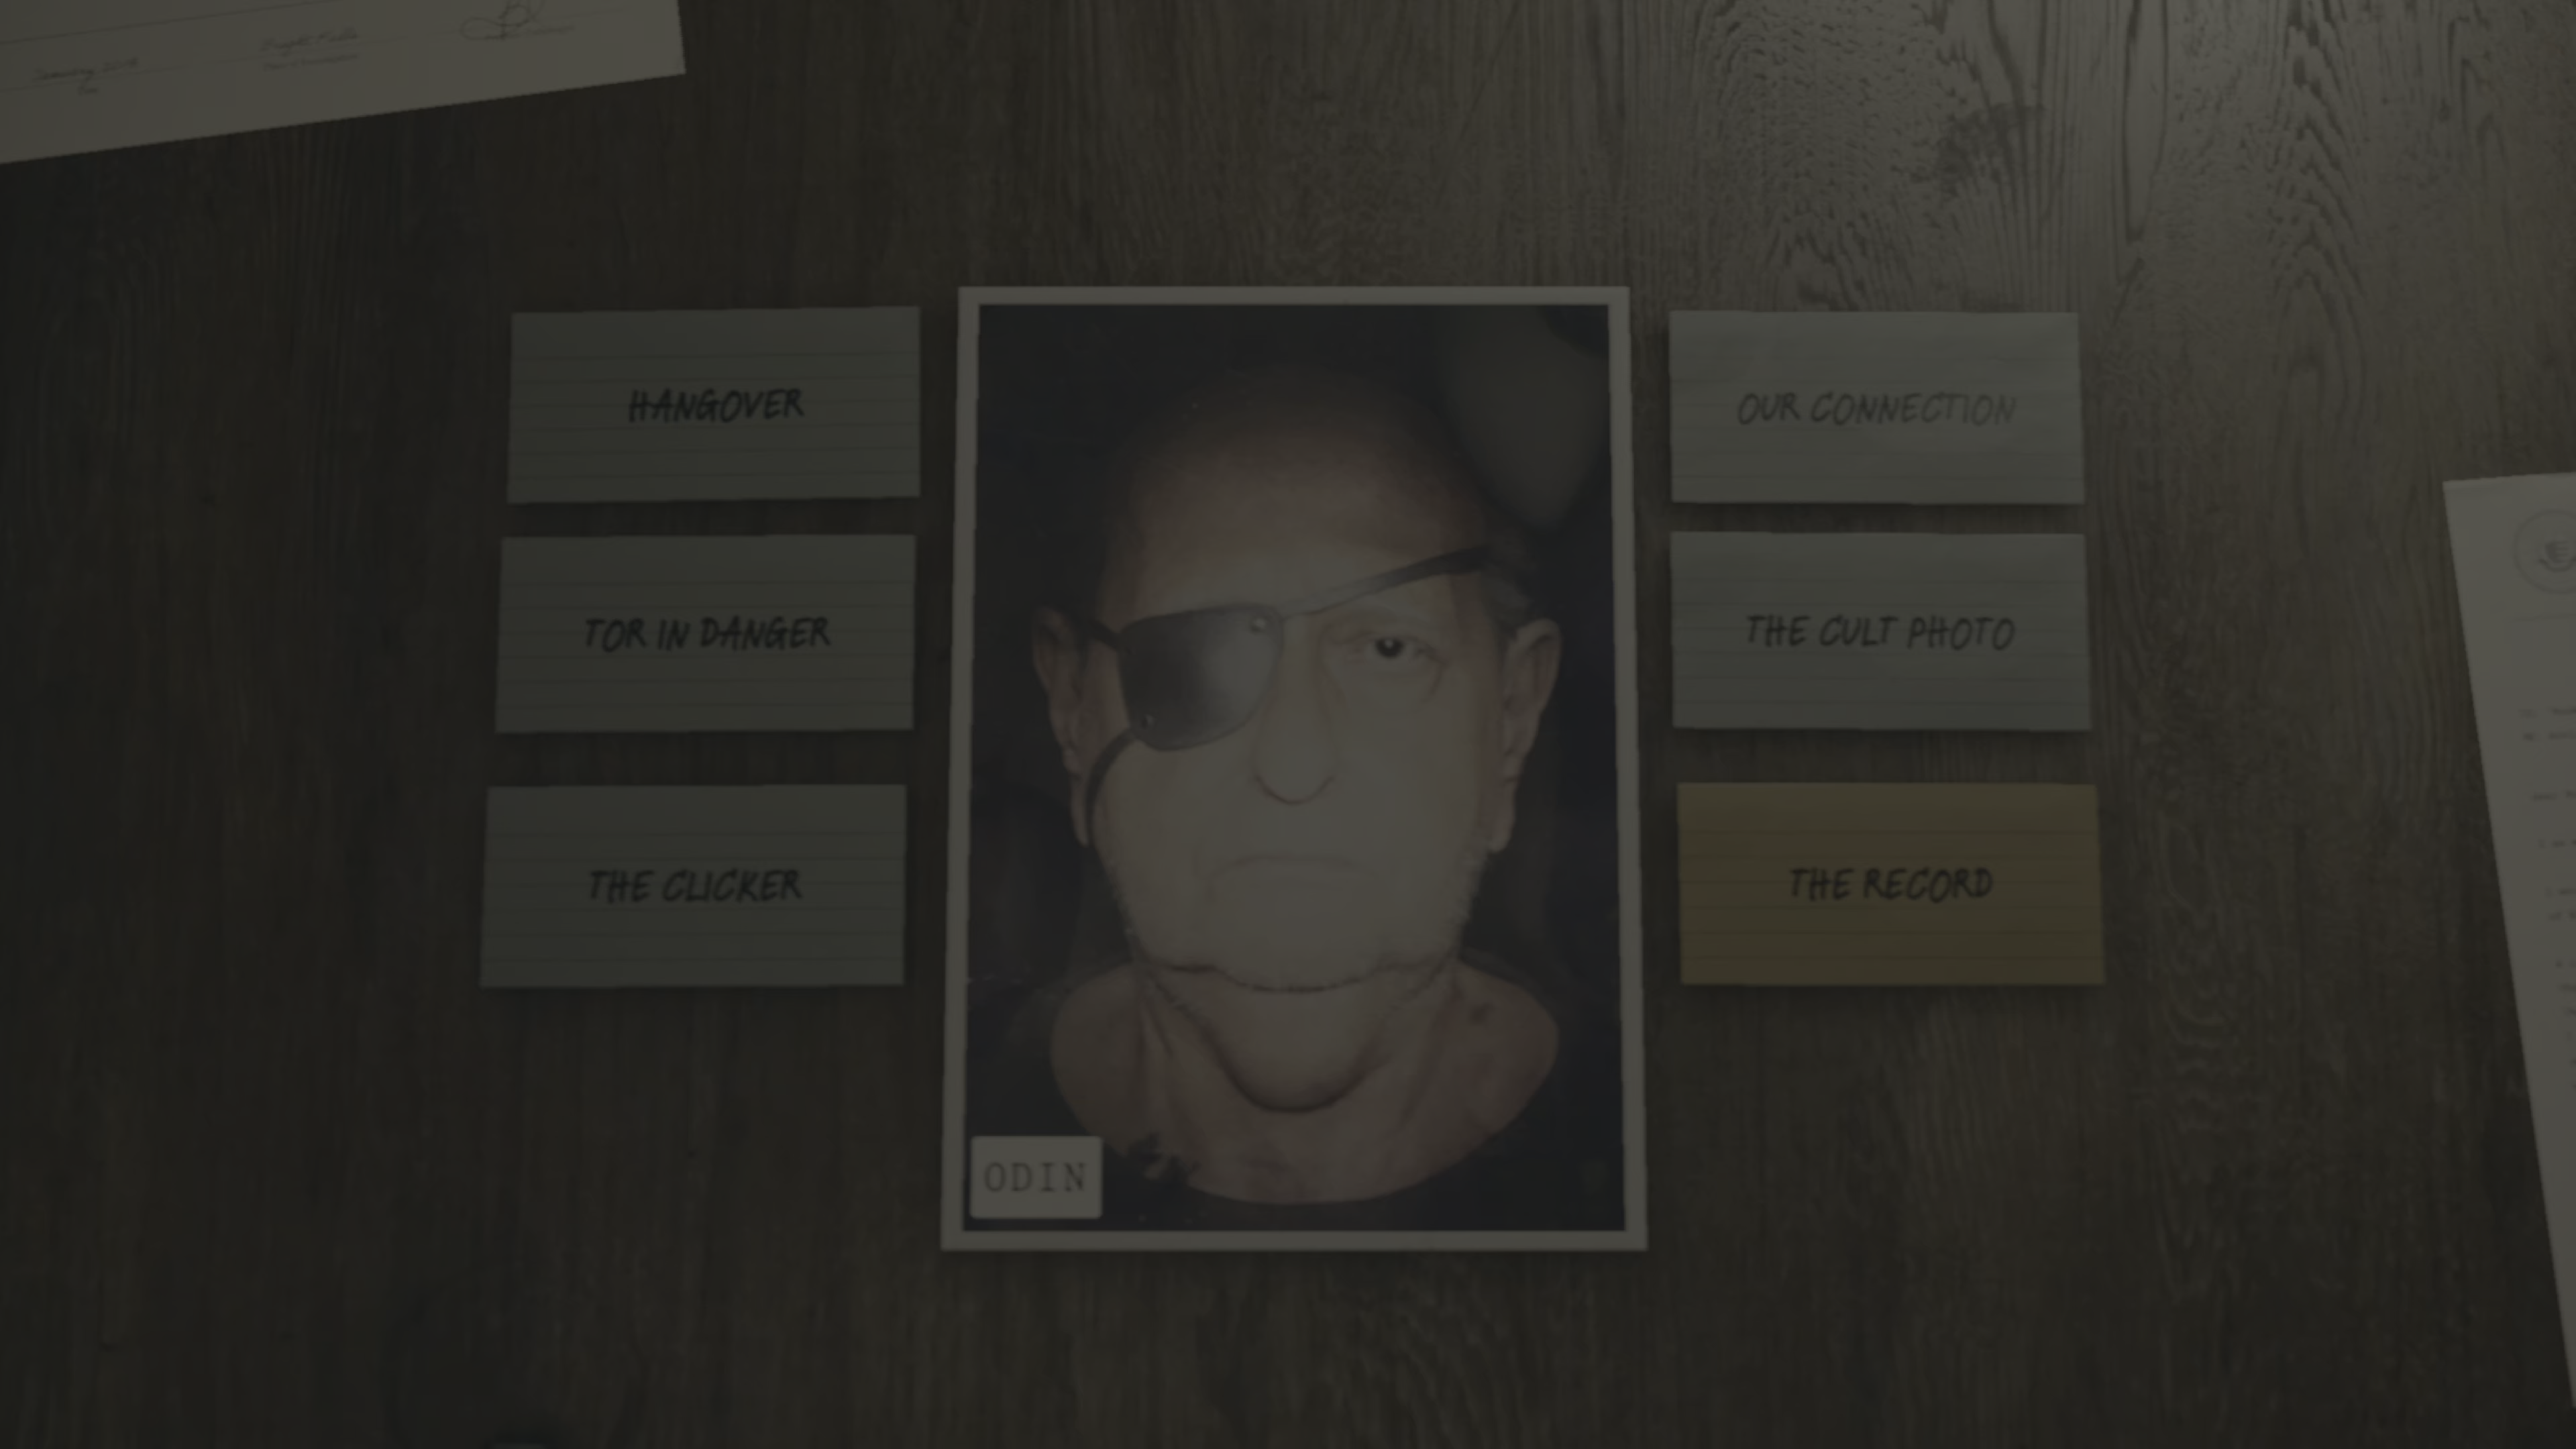 HANGOVER
TOR IN DANGER
THE CLICKER
ODIN
OUR CONNECTION
THE CULT PHOTO
THE RECORD